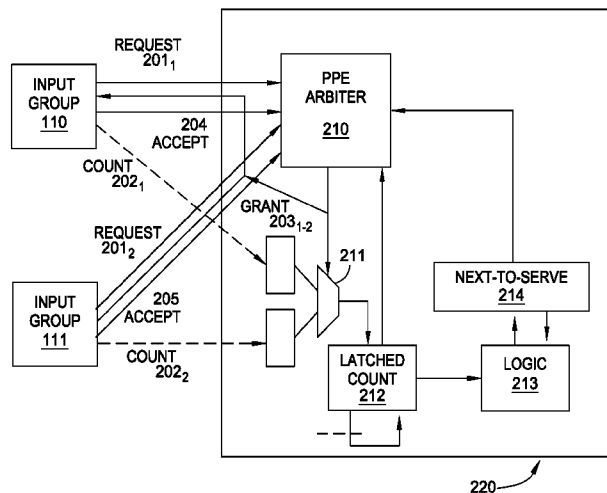 REQUEST
201₁
INPUT
GROUP
110
204
ACCEPT
COUNT
202₁
PPE
ARBITER
210
GRANT
203₁₋₂
REQUEST
201₂
211
205
ACCEPT
INPUT
GROUP
111
COUNT
202₂
NEXT-TO-SERVE
214
LATCHED
COUNT
212
LOGIC
213
220